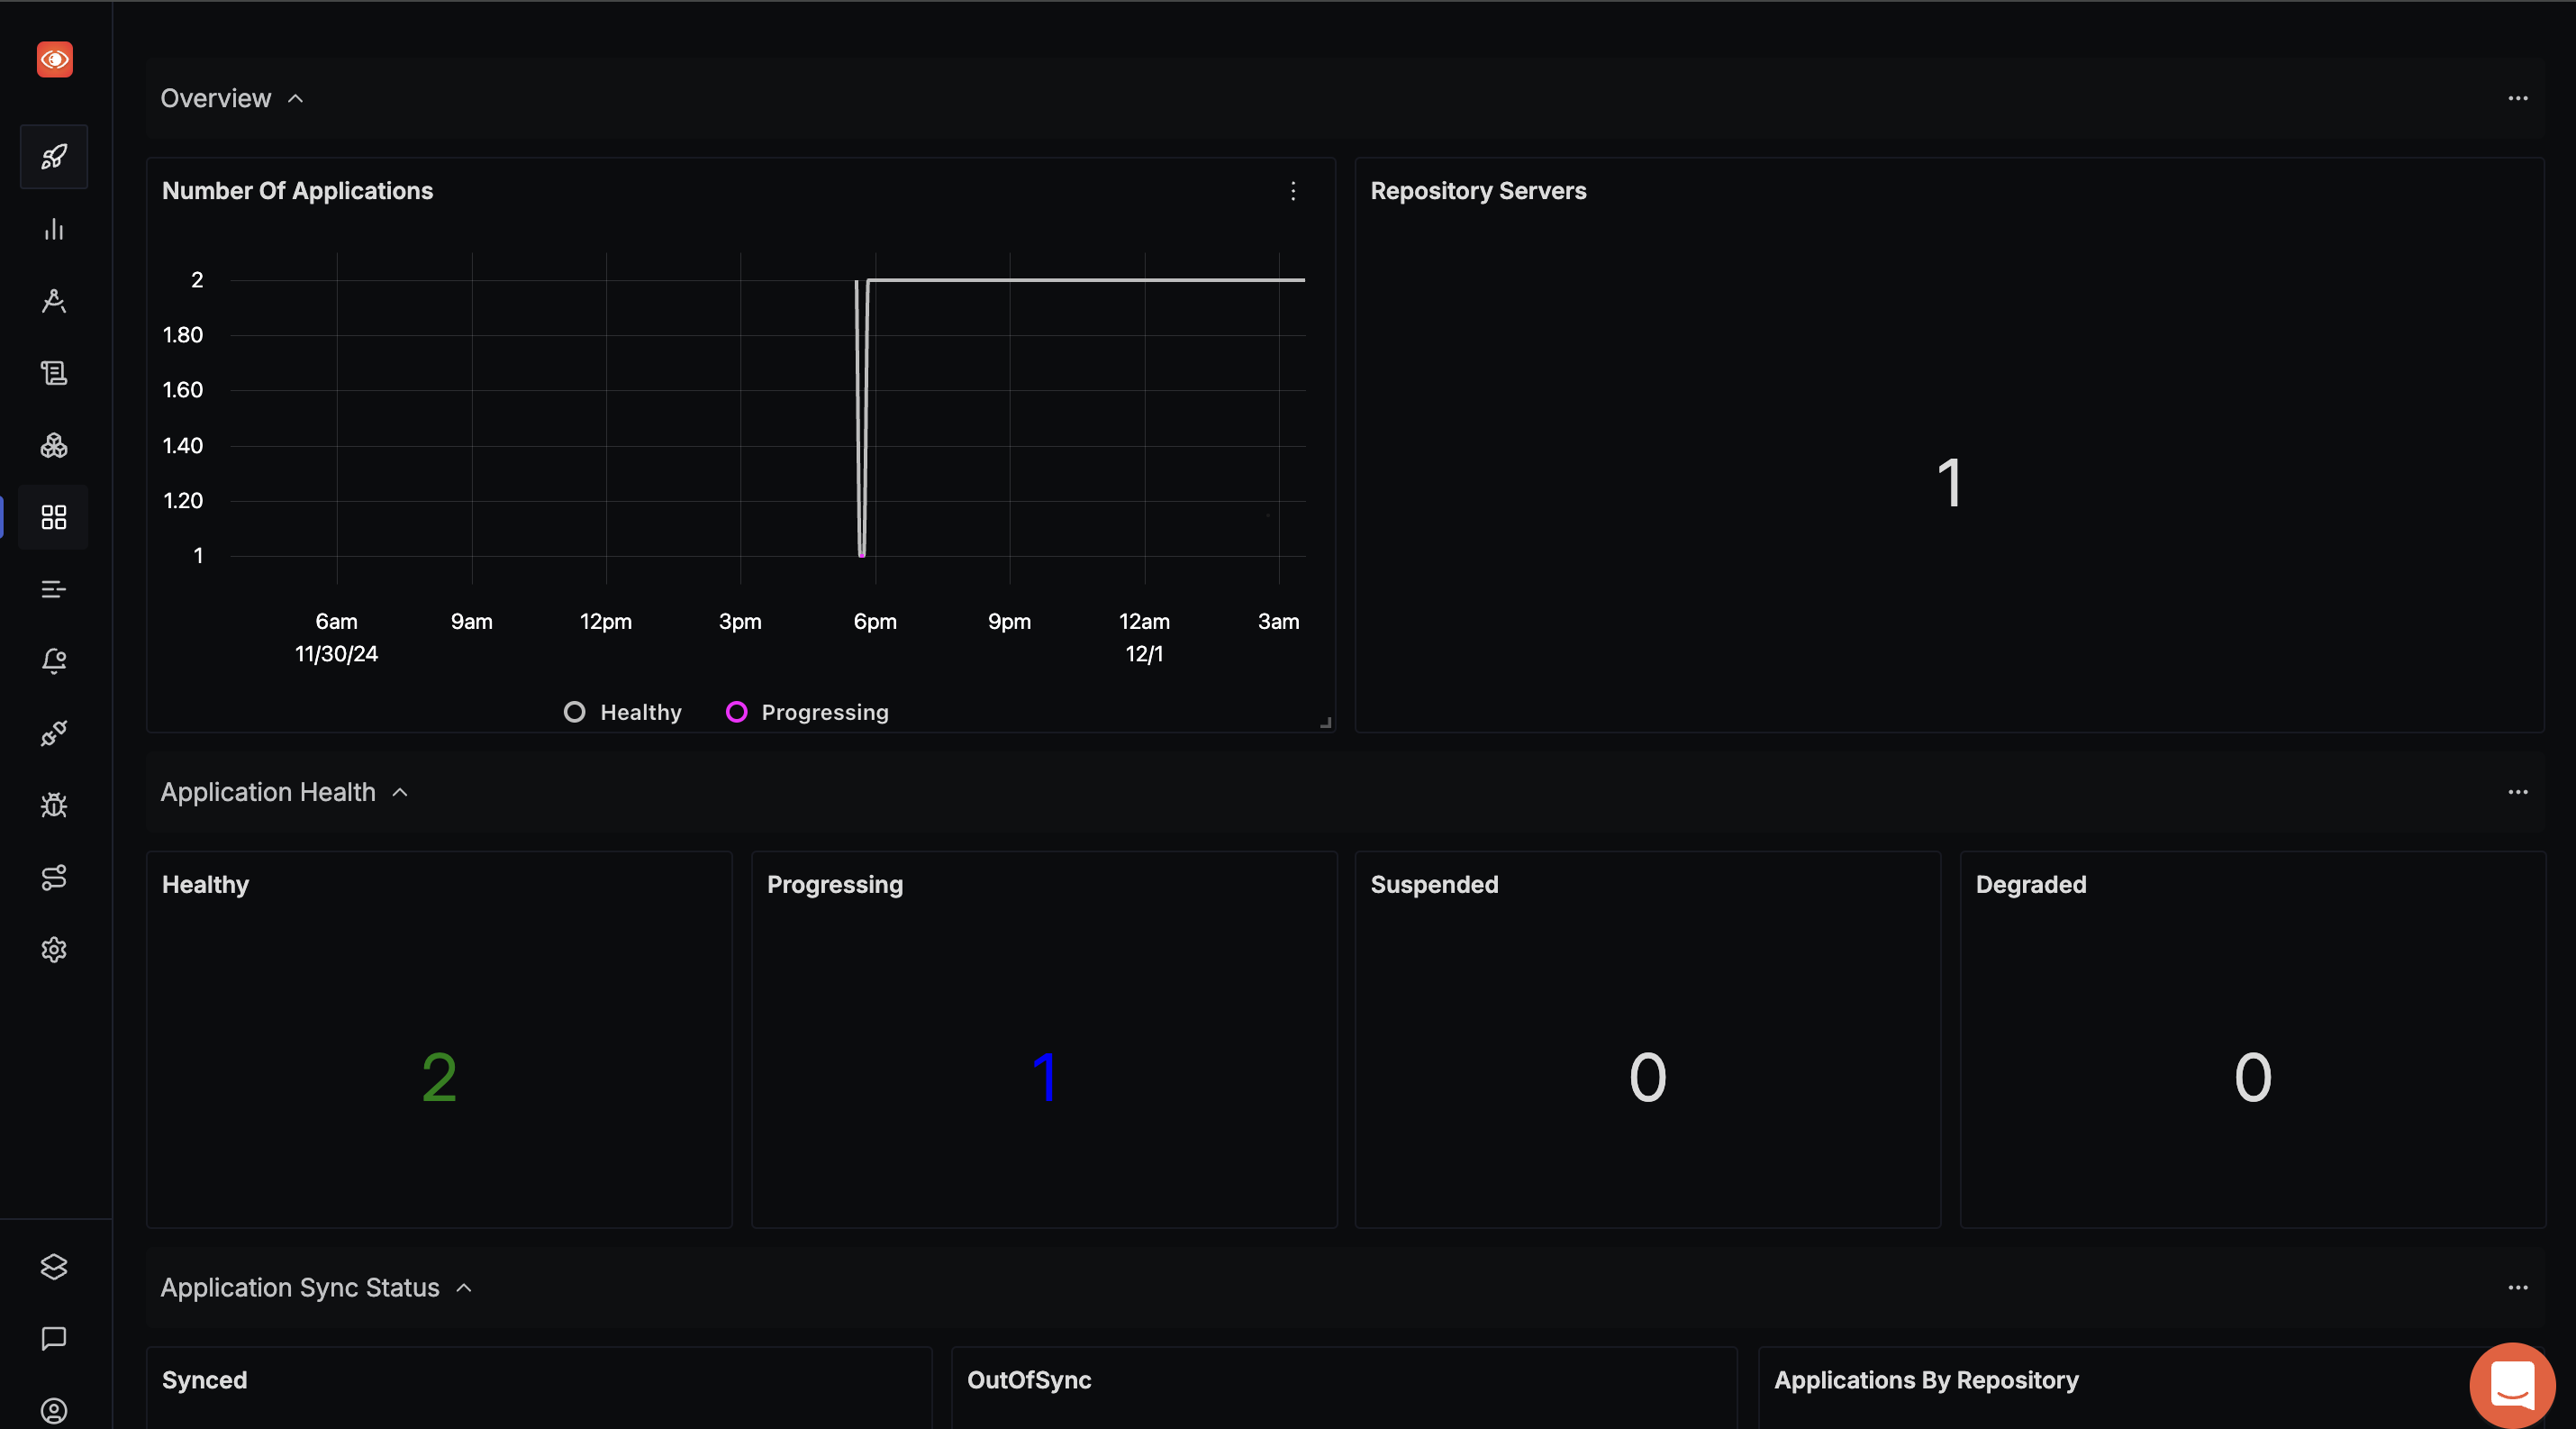 Overview
Number Of Applications
Repository Servers
2
1.80
1.60
1.40
1.20
1
6am 9am 12pm 3pm 6pm 9pm 12am 3am
11/30/24 12/1
Healthy Progressing
1
Application Health
Healthy
2
Progressing
1
Suspended
0
Degraded
0
Application Sync Status
Synced
OutOfSync
Applications By Repository